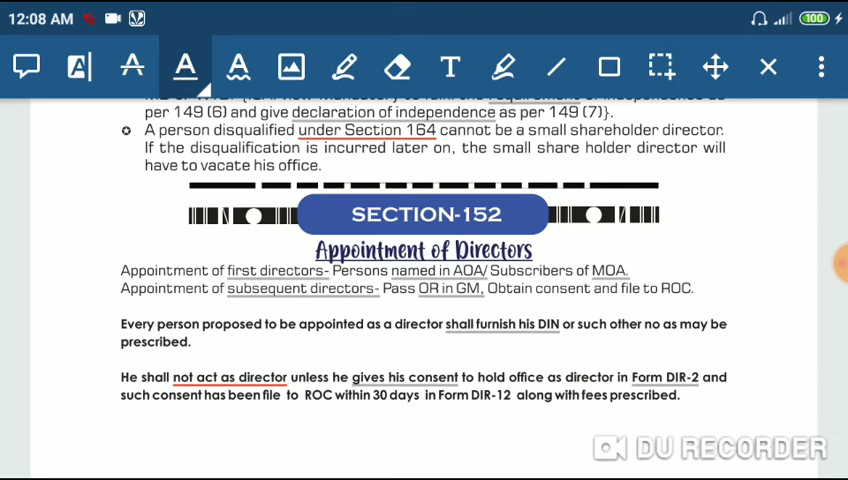 12:08 AM
100
A A A A T
requirement of independence as
per 149 (6) and give declaration of independence as per 149 (7)}.
✪ A person disqualified under Section 164 cannot be a small shareholder director.
If the disqualification is incurred later on, the small share holder director will
have to vacate his office.
SECTION-152
Appointment of Directors
Appointment of first directors- Persons named in AOA/ Subscribers of MOA.
Appointment of subsequent directors- Pass OR in GM, Obtain consent and file to ROC.
Every person proposed to be appointed as a director shall furnish his DIN or such other no as may be
prescribed.
He shall not act as director unless he gives his consent to hold office as director in Form DIR-2 and
such consent has been file to ROC within 30 days in Form DIR-12 along with fees prescribed.
DU RECORDER